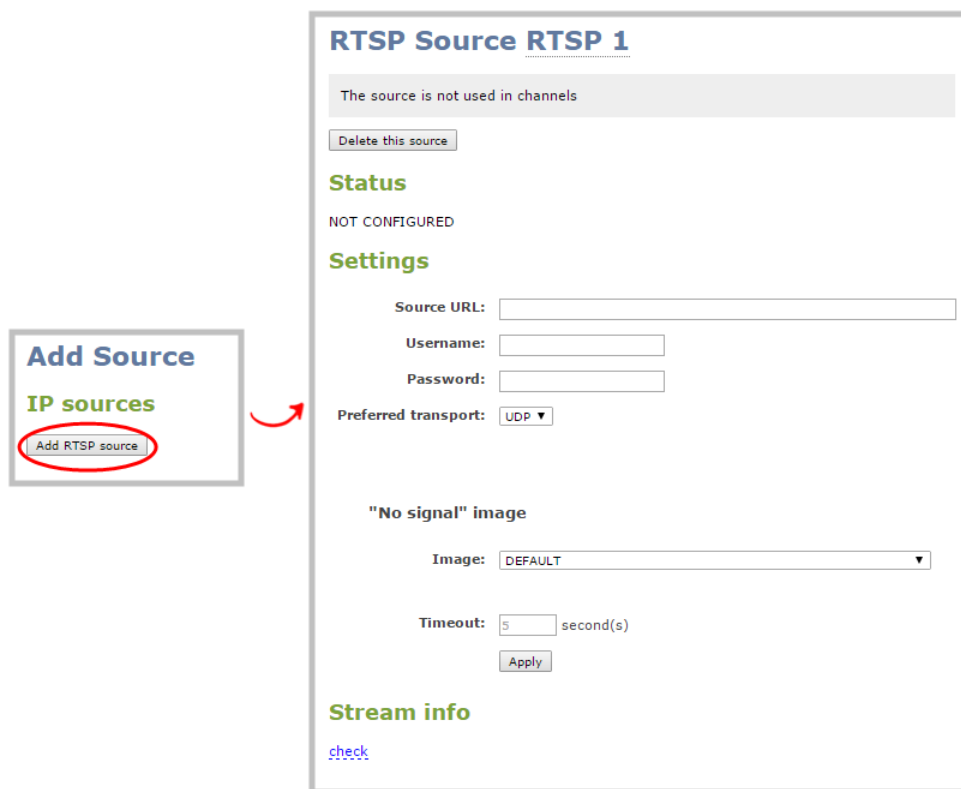 Add Source
IP sources
Add RTSP source
RTSP Source RTSP 1
The source is not used in channels
Delete this source
Status
NOT CONFIGURED
Settings
Source URL:
Username:
Password:
Preferred transport: UDP
"No signal" image
Image: DEFAULT
Timeout: 5 second(s)
Apply
Stream info
check